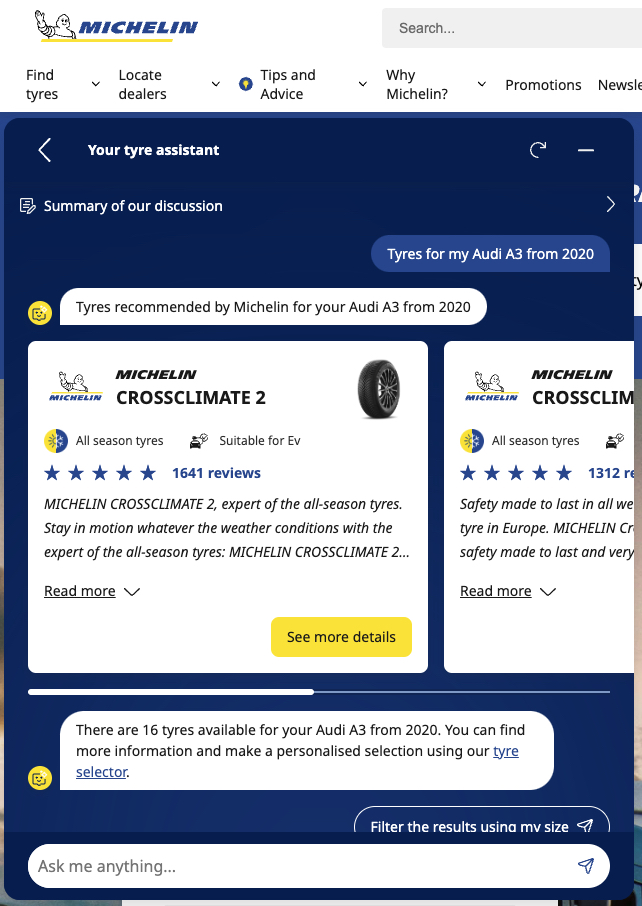 MICHELIN
Search...
Find tyres
Locate dealers
Tips and Advice
Why Michelin?
Promotions
Newsle
Your tyre assistant
Summary of our discussion
Tyres for my Audi A3 from 2020
Tyres recommended by Michelin for your Audi A3 from 2020
MICHELIN
MICHELIN
CROSSCLIMATE 2
All season tyres
Suitable for Ev
1641 reviews
MICHELIN CROSSCLIMATE 2, expert of the all-season tyres.
Stay in motion whatever the weather conditions with the
expert of the all-season tyres: MICHELIN CROSSCLIMATE 2...
Read more
See more details
MICHELIN
MICHELIN
CROSSCLIM
All season tyres
1312 re
Safety made to last in all we
tyre in Europe. MICHELIN Cr
safety made to last and very
Read more
There are 16 tyres available for your Audi A3 from 2020. You can find
more information and make a personalised selection using our tyre
selector.
Filter the results using my size
Ask me anything...